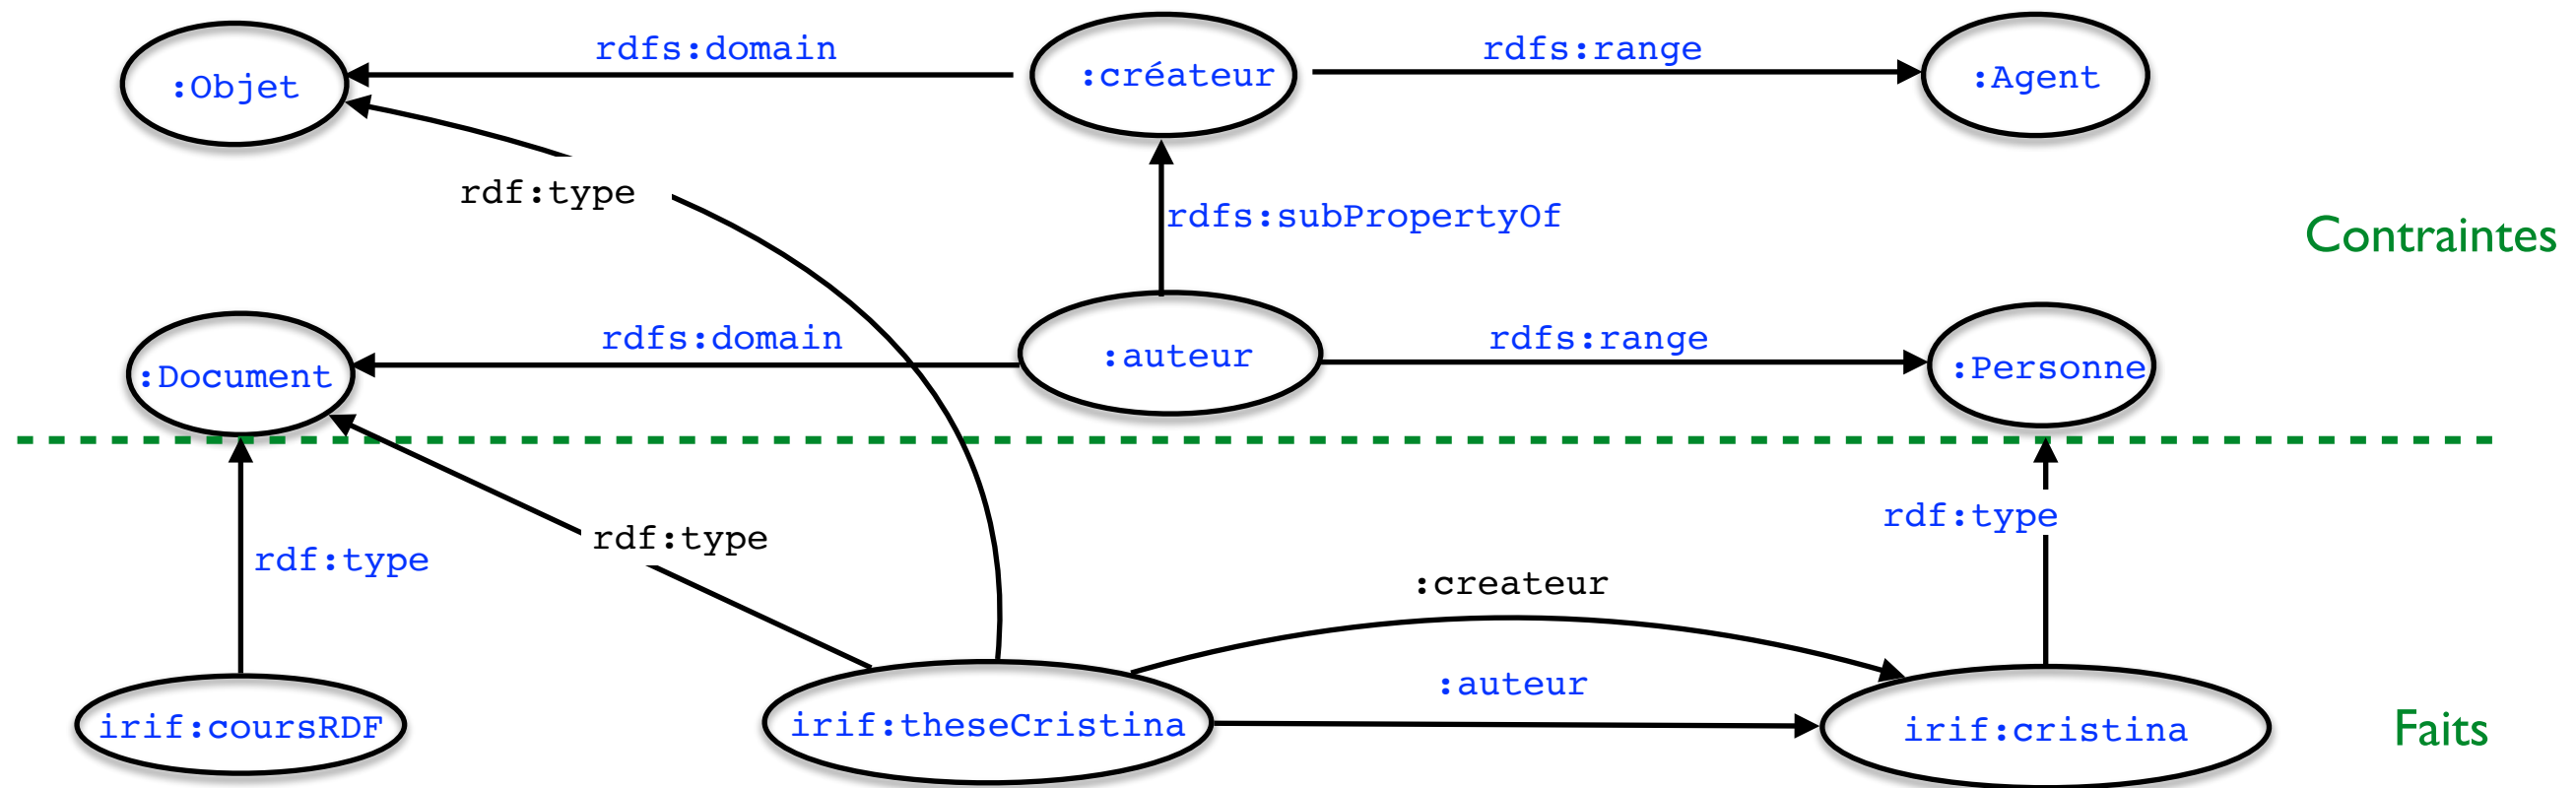 rdfs:domain
rdfs:range
:Objet
:créateur
:Agent
rdf:type
rdfs:subPropertyOf
Contraintes
rdfs:domain
rdfs:range
:Document
:auteur
:Personne
rdf:type
rdf:type
rdf:type
:createur
:auteur
irif:coursRDF
irif:theseCristina
irif:cristina
Faits